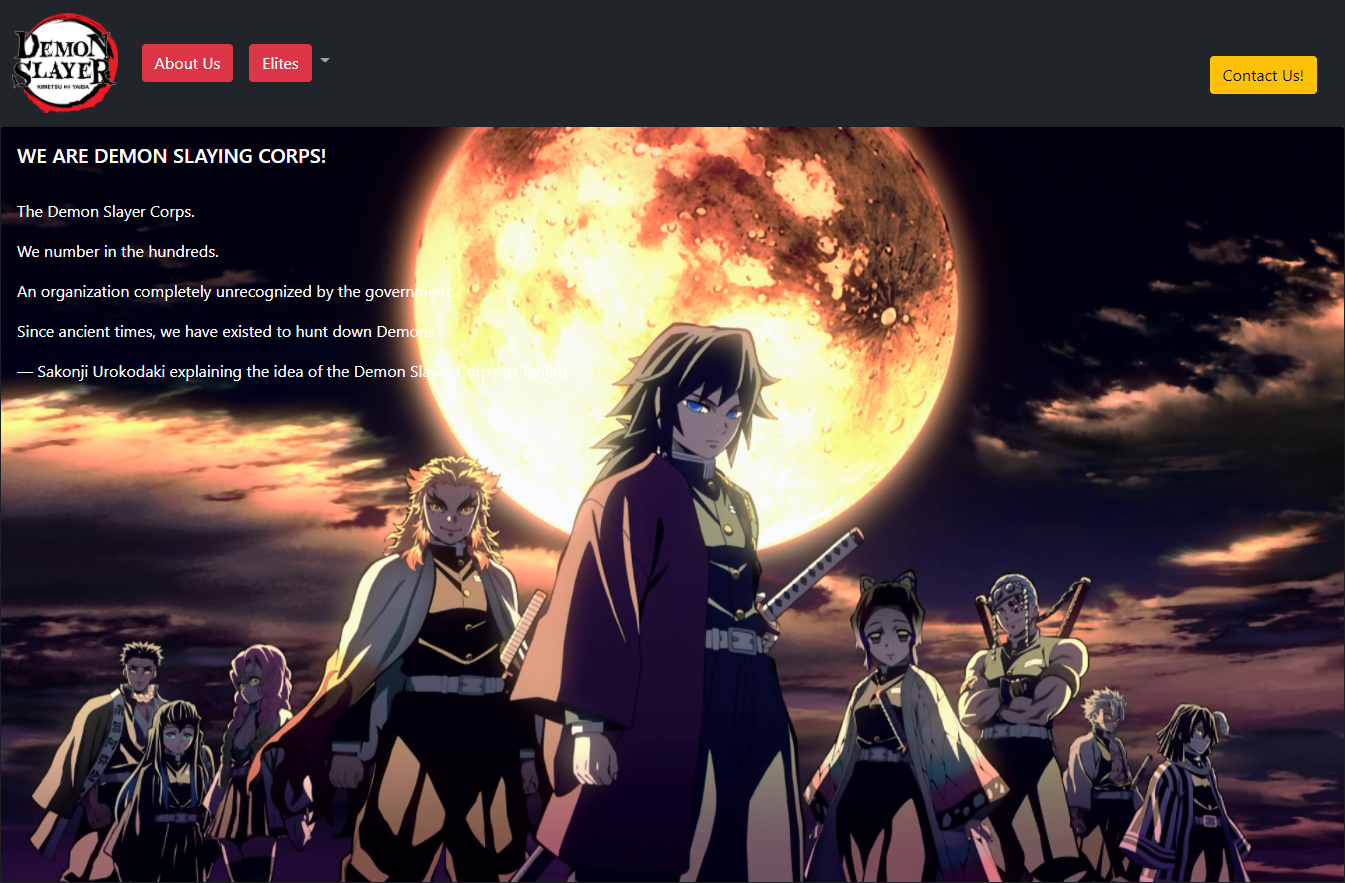 DEMON
SLAYER
KIMETSU NO YAIBA
About Us
Elites
Contact Us!
WE ARE DEMON SLAYING CORPS!
The Demon Slayer Corps.
We number in the hundreds.
An organization completely unrecognized by the government.
Since ancient times, we have existed to hunt down Demons.
— Sakonji Urokodaki explaining the idea of the Demon Slayer Corps to Tanjiro